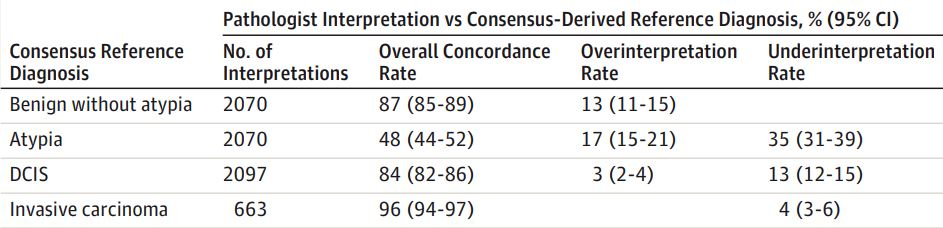 Pathologist Interpretation vs Consensus-Derived Reference Diagnosis, % (95% CI)
Consensus Reference Diagnosis No. of Interpretations Overall Concordance Rate Overinterpretation Rate Underinterpretation Rate
Benign without atypia 2070 87 (85-89) 13 (11-15)
Atypia 2070 48 (44-52) 17 (15-21) 35 (31-39)
DCIS 2097 84 (82-86) 3 (2-4) 13 (12-15)
Invasive carcinoma 663 96 (94-97) 4 (3-6)